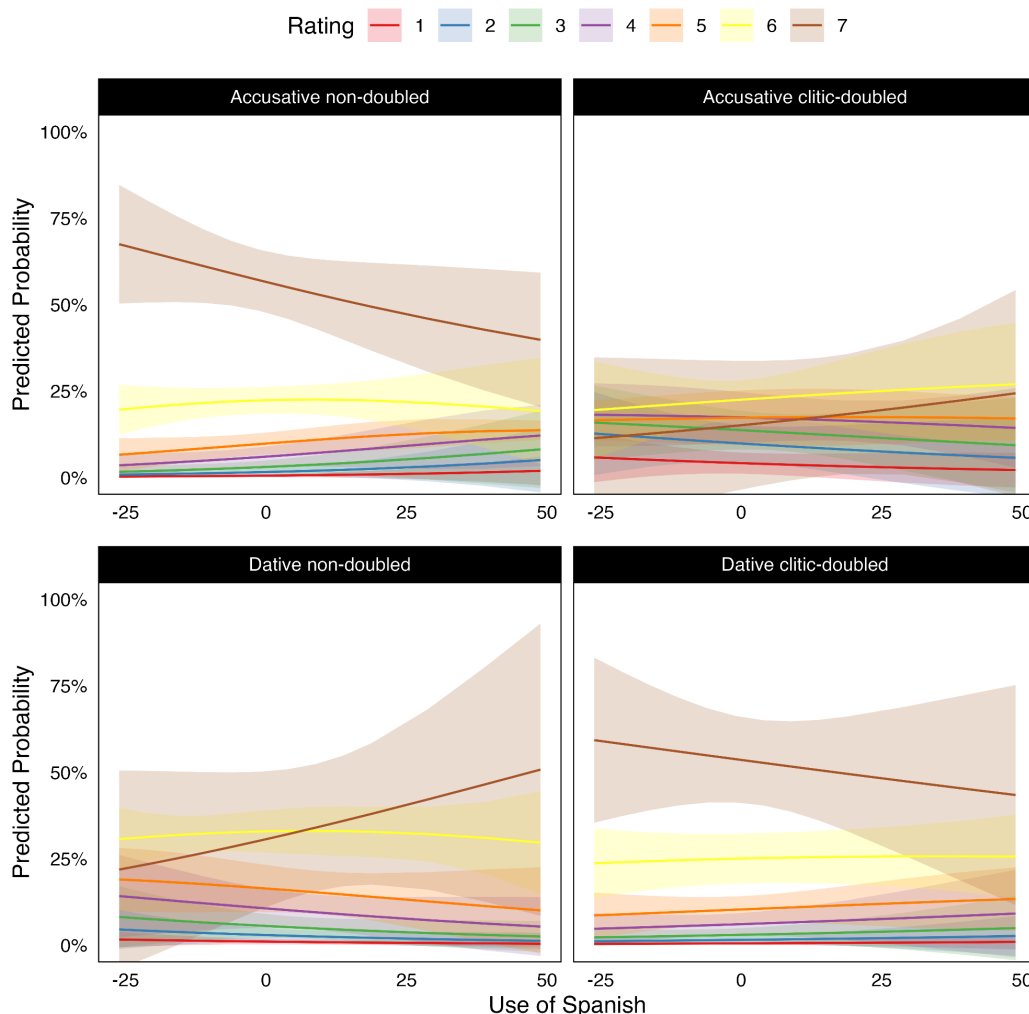 Rating 1 2 3 4 5 6 7
Accusative non-doubled
Accusative clitic-doubled
Predicted Probability
100%
75%
50%
25%
0%
-25 0 25 50
-25 0 25 50
Dative non-doubled
Dative clitic-doubled
Predicted Probability
100%
75%
50%
25%
0%
-25 0 25 50
-25 0 25 50
Use of Spanish